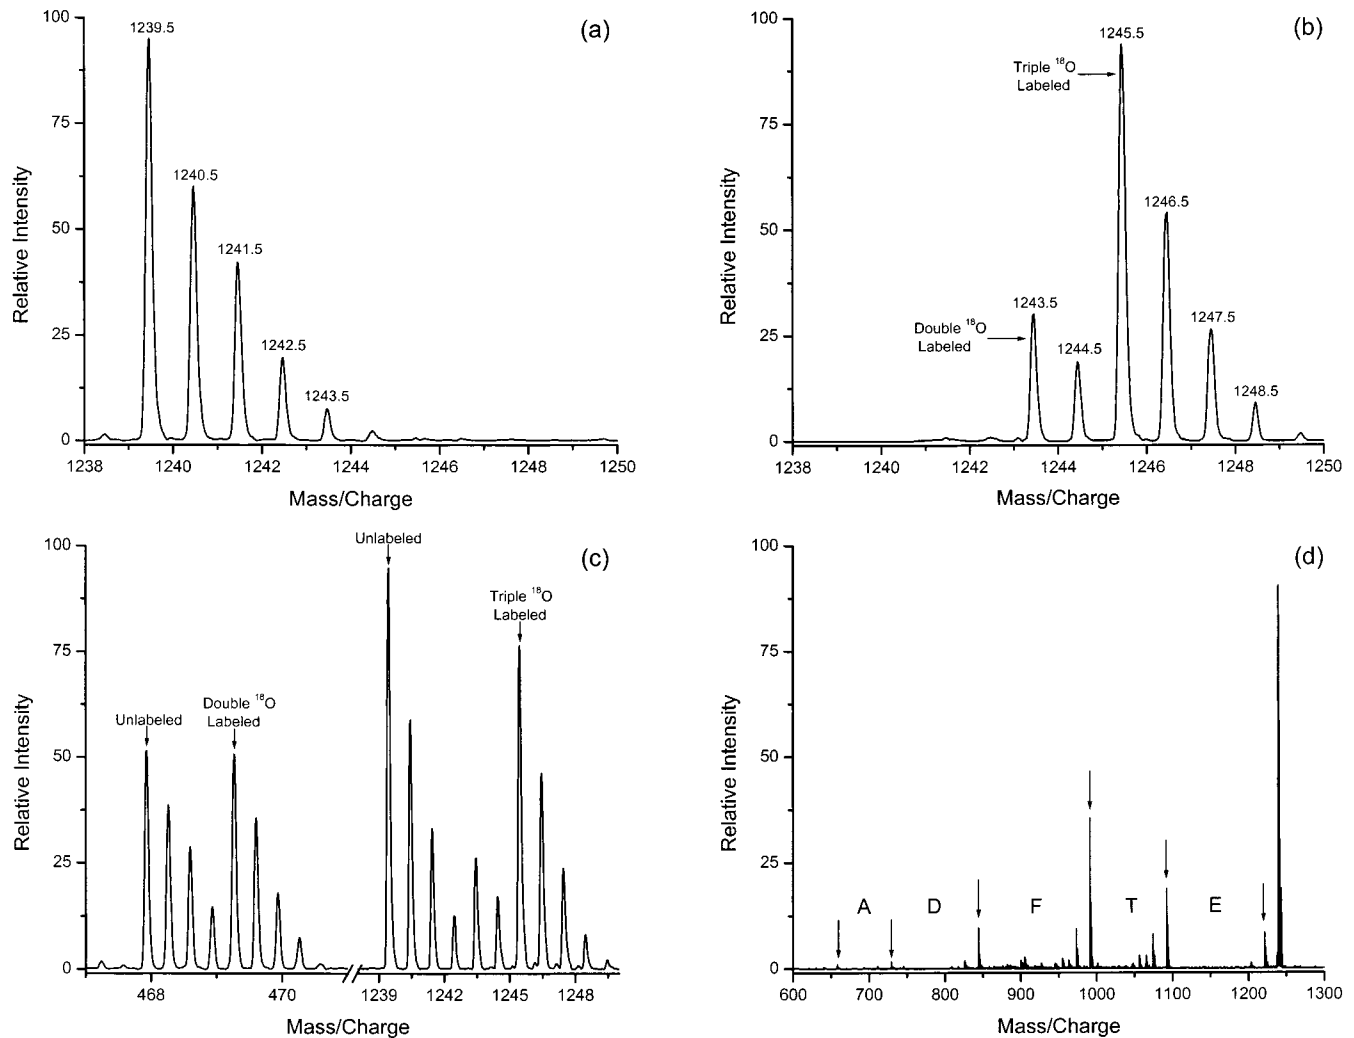 (a)
100
75
50
25
0
1239.5
1240.5
1241.5
1242.5
1243.5
1238 1240 1242 1244 1246 1248 1250
Relative Intensity
Mass/Charge
(b)
100
75
50
25
0
1245.5
Triple 18O
Labeled
1246.5
1243.5
Double 18O
Labeled
1244.5
1247.5
1248.5
1238 1240 1242 1244 1246 1248 1250
Relative Intensity
Mass/Charge
(c)
100
75
50
25
0
Unlabeled
Triple 18O
Labeled
Unlabeled
Double 18O
Labeled
468 470 1239 1242 1245 1248
Relative Intensity
Mass/Charge
(d)
100
75
50
25
0
A D F T E
600 700 800 900 1000 1100 1200 1300
Relative Intensity
Mass/Charge